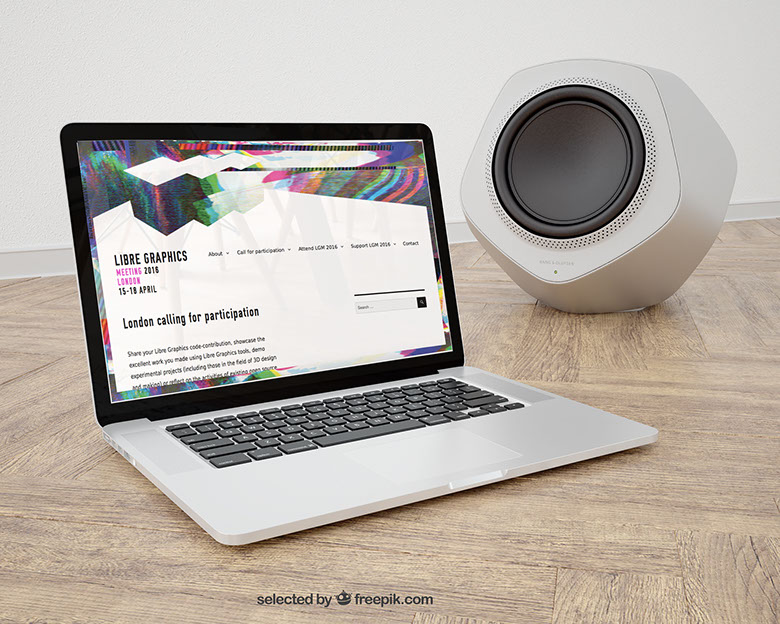 LIBRE GRAPHICS
MEETING 2016
LONDON
15-18 APRIL
About Call for participation Attend LGM 2016 Support LGM 2016 Contact
Search ...
London calling for participation
Share your Libre Graphics code-contribution, showcase the
excellent work you made using Libre Graphics tools, demo
experimental projects (including those in the field of 3D design
and making) or reflect on the activities of existing open source
BANG & OLUFSEN
selected by freepik.com